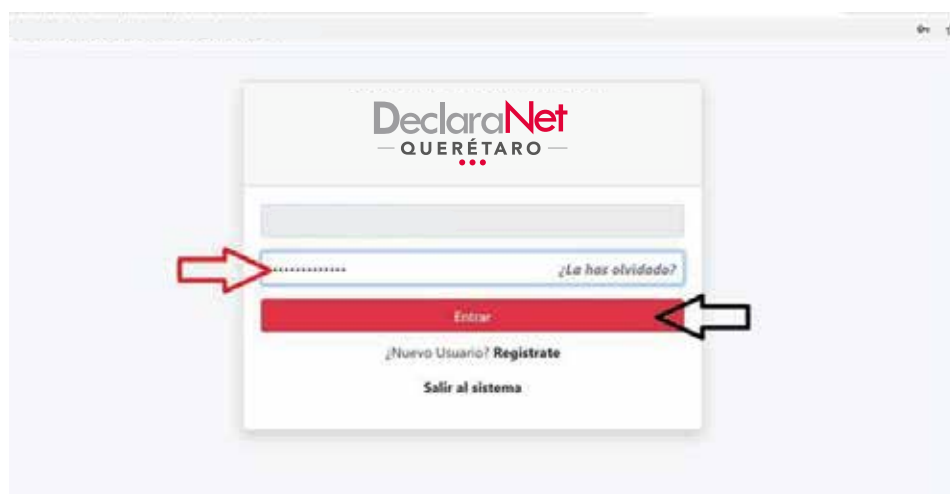 DeclaraNet
QUERÉTARO
¿La has olvidado?
Entrar
¿Nuevo Usuario? Registrate
Salir al sistema